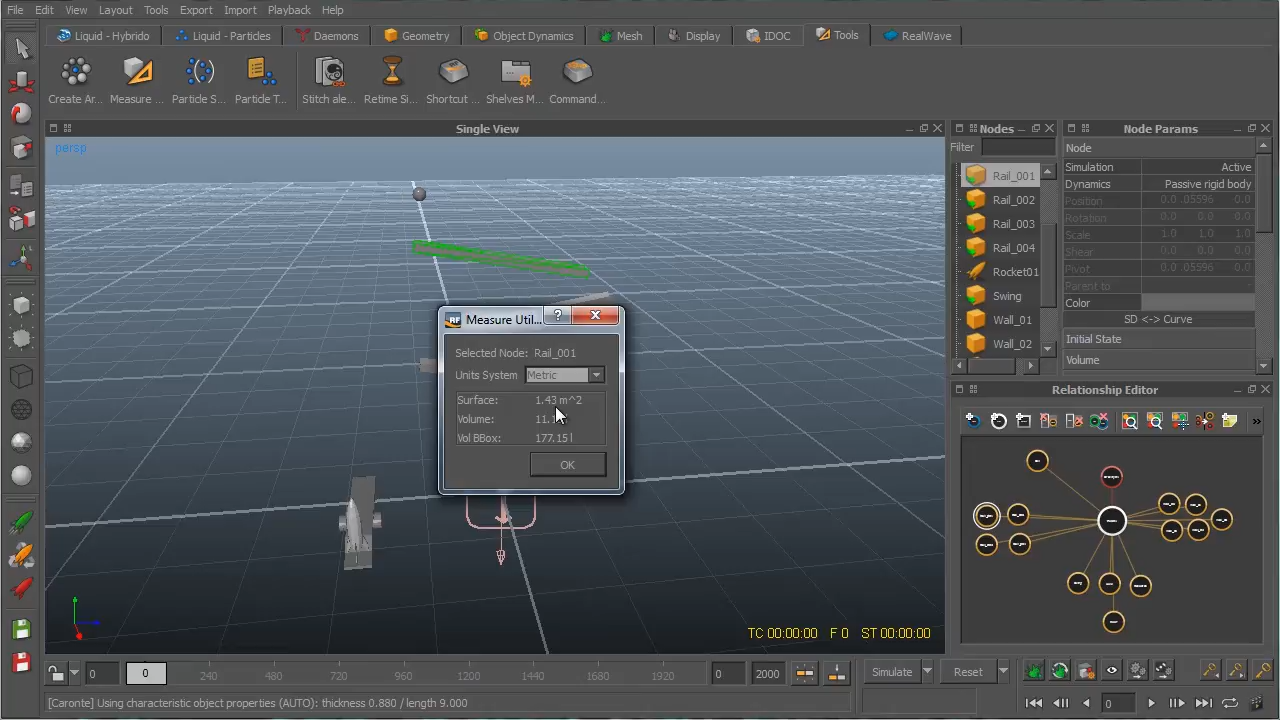 File Edit View Layout Tools Export Import Playback Help
Liquid - Hybrido Liquid - Particles Daemons Geometry Object Dynamics Mesh Display IDOC Tools RealWave
Create Ar... Measure ... Particle S... Particle T... Stitch ale... Retime Si... Shortcut ... Shelves M... Command...
Single View
persp
TC 00:00:00 F 0 ST 00:00:00
Measure Util...
Selected Node: Rail_001
Units System Metric
Surface: 1.43 m^2
Volume: 11.
Vol BBox: 177.15 l
OK
Nodes
Filter
Rail_001
Rail_002
Rail_003
Rail_004
Rocket01
Swing
Wall_01
Wall_02
Node Params
Node
Simulation Active
Dynamics Passive rigid body
Position 0.0 .05596 0.0
Rotation 0.0 0.0 0.0
Scale 1.0 1.0 1.0
Shear 0.0 0.0 0.0
Pivot 0.0 .05596 0.0
Parent to
Color
SD <-> Curve
Initial State
Volume
Relationship Editor
0 0 240 480 720 960 1200 1440 1680 1920 0 2000 Simulate Reset
[Caronte] Using characteristic object properties (AUTO): thickness 0.880 / length 9.000
0